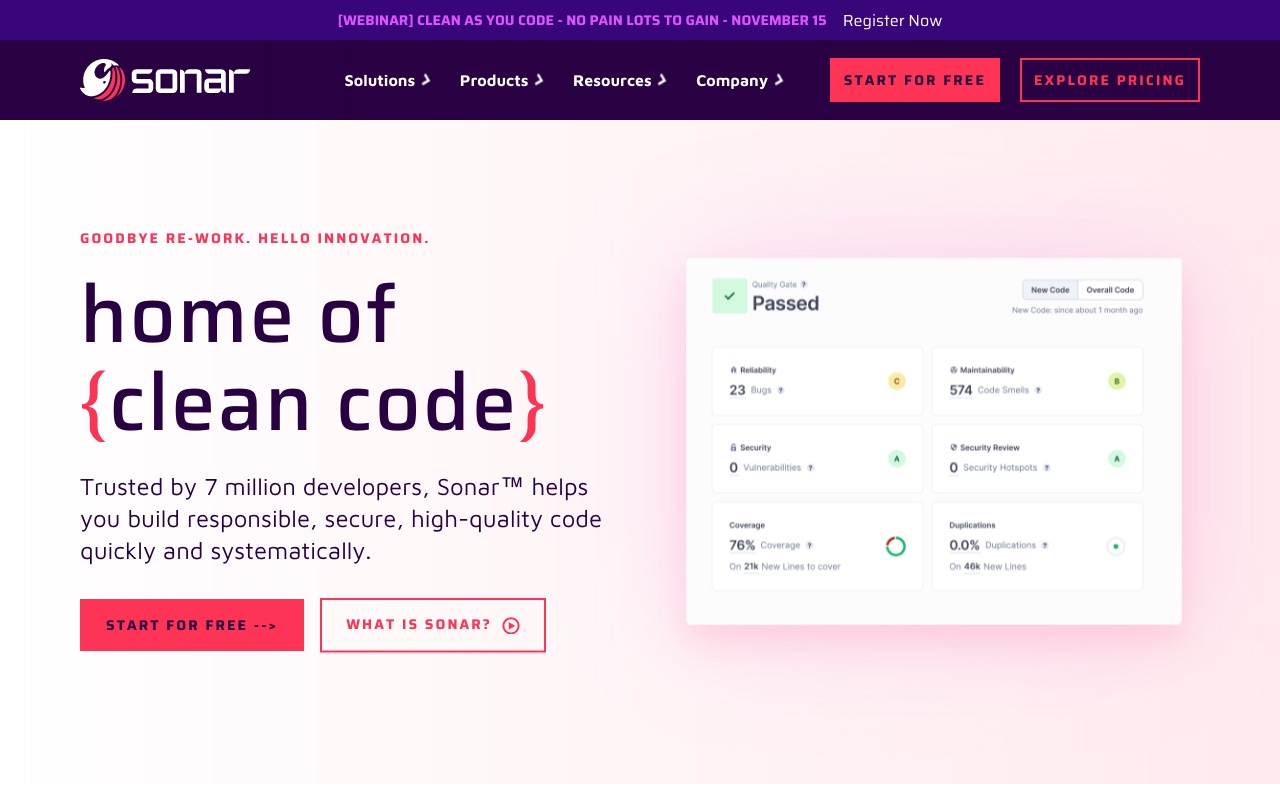 [WEBINAR] CLEAN AS YOU CODE - NO PAIN LOTS TO GAIN - NOVEMBER 15 Register Now
sonar Solutions Products Resources Company START FOR FREE EXPLORE PRICING
GOODBYE RE-WORK. HELLO INNOVATION.
home of
{clean code}
Trusted by 7 million developers, Sonar™ helps
you build responsible, secure, high-quality code
quickly and systematically.
START FOR FREE -->
WHAT IS SONAR?
Quality Gate ?
Passed
New Code Overall Code
New Code: since about 1 month ago
Reliability
23 Bugs ?
C
Maintainability
574 Code Smells ?
B
Security
0 Vulnerabilities ?
A
Security Review
0 Security Hotspots ?
A
Coverage
76% Coverage ?
On 21k New Lines to cover
Duplications
0.0% Duplications ?
On 46k New Lines